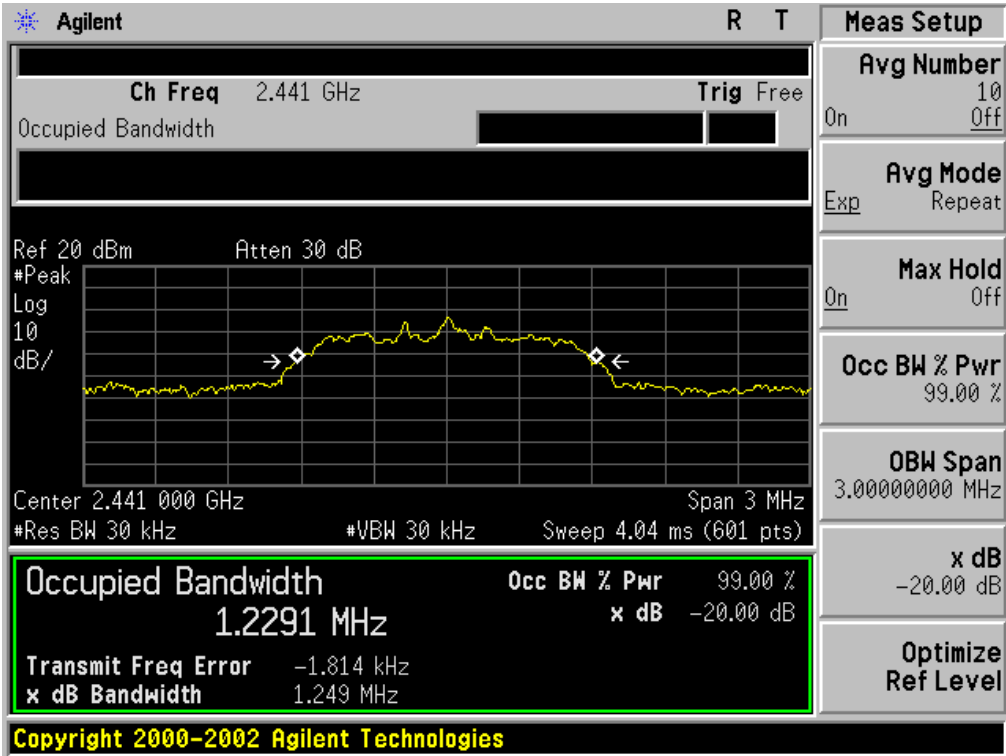 Agilent R T
Ch Freq 2.441 GHz Trig Free
Occupied Bandwidth
Ref 20 dBm Atten 30 dB
#Peak
Log
10
dB/
Center 2.441 000 GHz Span 3 MHz
#Res BW 30 kHz #VBW 30 kHz Sweep 4.04 ms (601 pts)
Occupied Bandwidth Occ BW % Pwr 99.00 %
1.2291 MHz x dB -20.00 dB
Transmit Freq Error -1.814 kHz
x dB Bandwidth 1.249 MHz
Copyright 2000-2002 Agilent Technologies
Meas Setup
Avg Number
10
On Off
Avg Mode
Exp Repeat
Max Hold
On Off
Occ BW % Pwr
99.00 %
OBW Span
3.00000000 MHz
x dB
-20.00 dB
Optimize
Ref Level